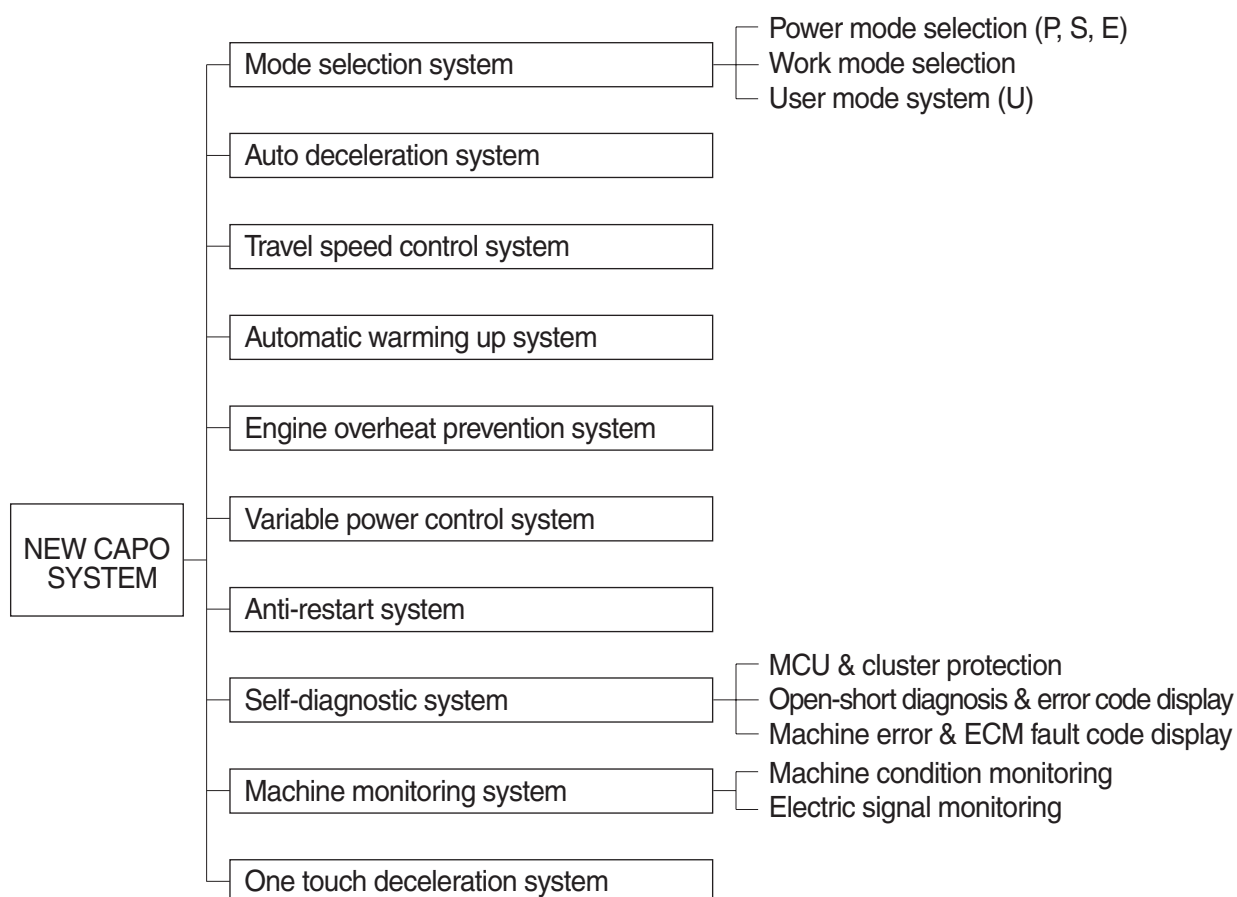 Mode selection system
Power mode selection (P, S, E)
Work mode selection
User mode system (U)
Auto deceleration system
Travel speed control system
Automatic warming up system
Engine overheat prevention system
NEW CAPO
SYSTEM
Variable power control system
Anti-restart system
Self-diagnostic system
MCU & cluster protection
Open-short diagnosis & error code display
Machine error & ECM fault code display
Machine monitoring system
Machine condition monitoring
Electric signal monitoring
One touch deceleration system